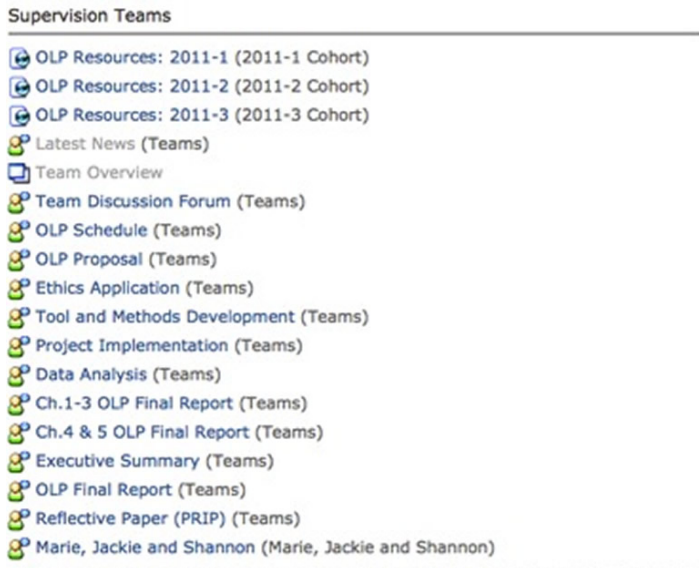 Supervision Teams
OLP Resources: 2011-1 (2011-1 Cohort)
OLP Resources: 2011-2 (2011-2 Cohort)
OLP Resources: 2011-3 (2011-3 Cohort)
Latest News (Teams)
Team Overview
Team Discussion Forum (Teams)
OLP Schedule (Teams)
OLP Proposal (Teams)
Ethics Application (Teams)
Tool and Methods Development (Teams)
Project Implementation (Teams)
Data Analysis (Teams)
Ch.1-3 OLP Final Report (Teams)
Ch.4 & 5 OLP Final Report (Teams)
Executive Summary (Teams)
OLP Final Report (Teams)
Reflective Paper (PRIP) (Teams)
Marie, Jackie and Shannon (Marie, Jackie and Shannon)